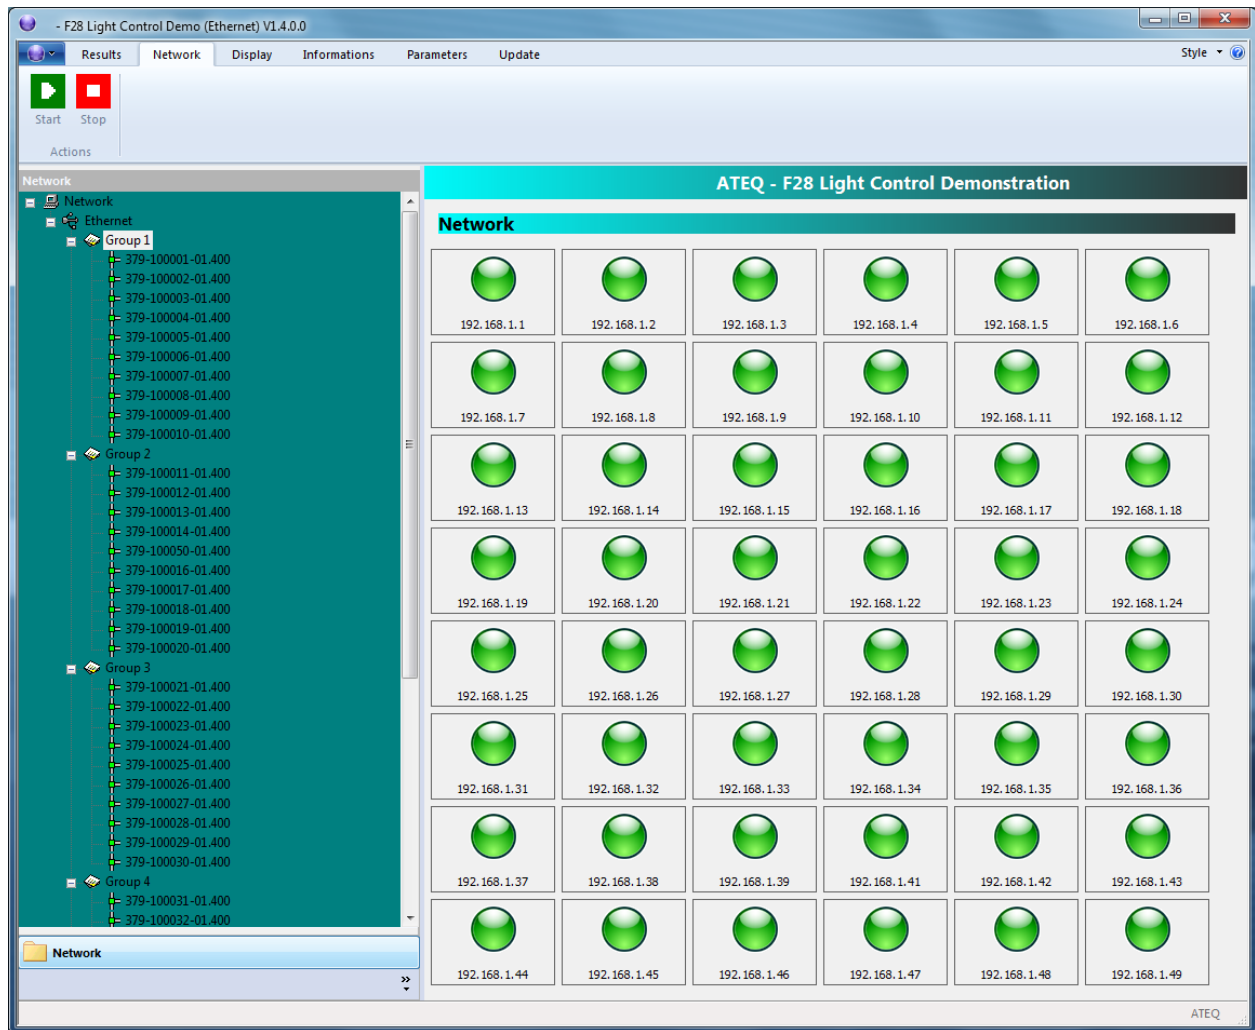 - F28 Light Control Demo (Ethernet) V1.4.0.0
Results Network Display Informations Parameters Update Style
Start Stop
Actions
Network
Network
Ethernet
Group 1
379-100001-01.400
379-100002-01.400
379-100003-01.400
379-100004-01.400
379-100005-01.400
379-100006-01.400
379-100007-01.400
379-100008-01.400
379-100009-01.400
379-100010-01.400
Group 2
379-100011-01.400
379-100012-01.400
379-100013-01.400
379-100014-01.400
379-100050-01.400
379-100016-01.400
379-100017-01.400
379-100018-01.400
379-100019-01.400
379-100020-01.400
Group 3
379-100021-01.400
379-100022-01.400
379-100023-01.400
379-100024-01.400
379-100025-01.400
379-100026-01.400
379-100027-01.400
379-100028-01.400
379-100029-01.400
379-100030-01.400
Group 4
379-100031-01.400
379-100032-01.400
Network
ATEQ - F28 Light Control Demonstration
Network
192.168.1.1 192.168.1.2 192.168.1.3 192.168.1.4 192.168.1.5 192.168.1.6
192.168.1.7 192.168.1.8 192.168.1.9 192.168.1.10 192.168.1.11 192.168.1.12
192.168.1.13 192.168.1.14 192.168.1.15 192.168.1.16 192.168.1.17 192.168.1.18
192.168.1.19 192.168.1.20 192.168.1.21 192.168.1.22 192.168.1.23 192.168.1.24
192.168.1.25 192.168.1.26 192.168.1.27 192.168.1.28 192.168.1.29 192.168.1.30
192.168.1.31 192.168.1.32 192.168.1.33 192.168.1.34 192.168.1.35 192.168.1.36
192.168.1.37 192.168.1.38 192.168.1.39 192.168.1.41 192.168.1.42 192.168.1.43
192.168.1.44 192.168.1.45 192.168.1.46 192.168.1.47 192.168.1.48 192.168.1.49
ATEQ